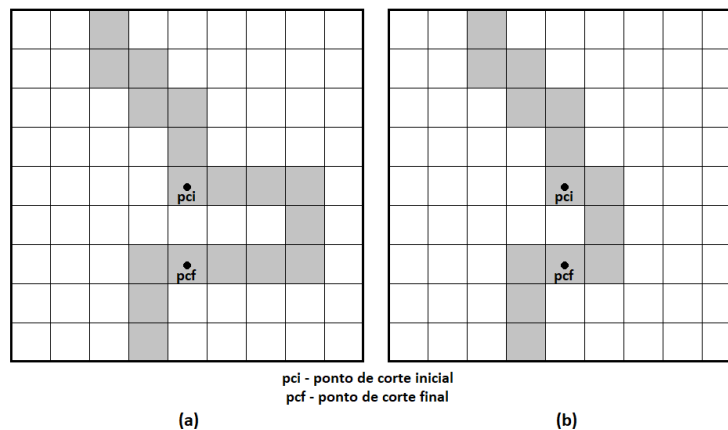 pci pci
pcf pcf
pci - ponto de corte inicial
pcf - ponto de corte final
(a) (b)